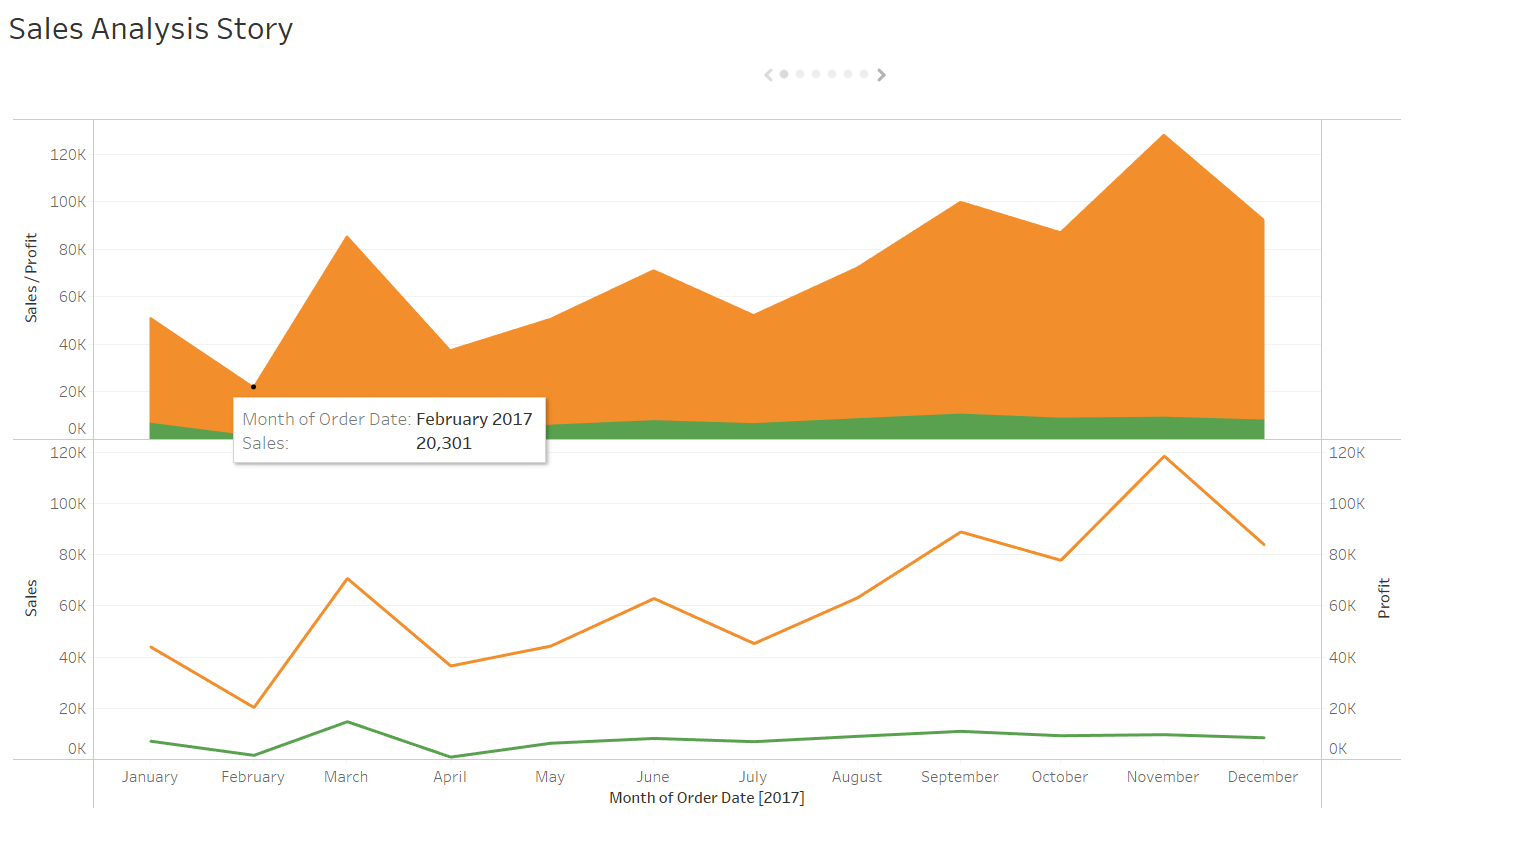 Sales Analysis Story
120K
100K
80K
60K
40K
20K
0K
Sales / Profit
Month of Order Date: February 2017
Sales: 20,301
120K
100K
80K
60K
40K
20K
0K
Sales
120K
100K
80K
60K
40K
20K
0K
Profit
January February March April May June July August September October November December
Month of Order Date [2017]